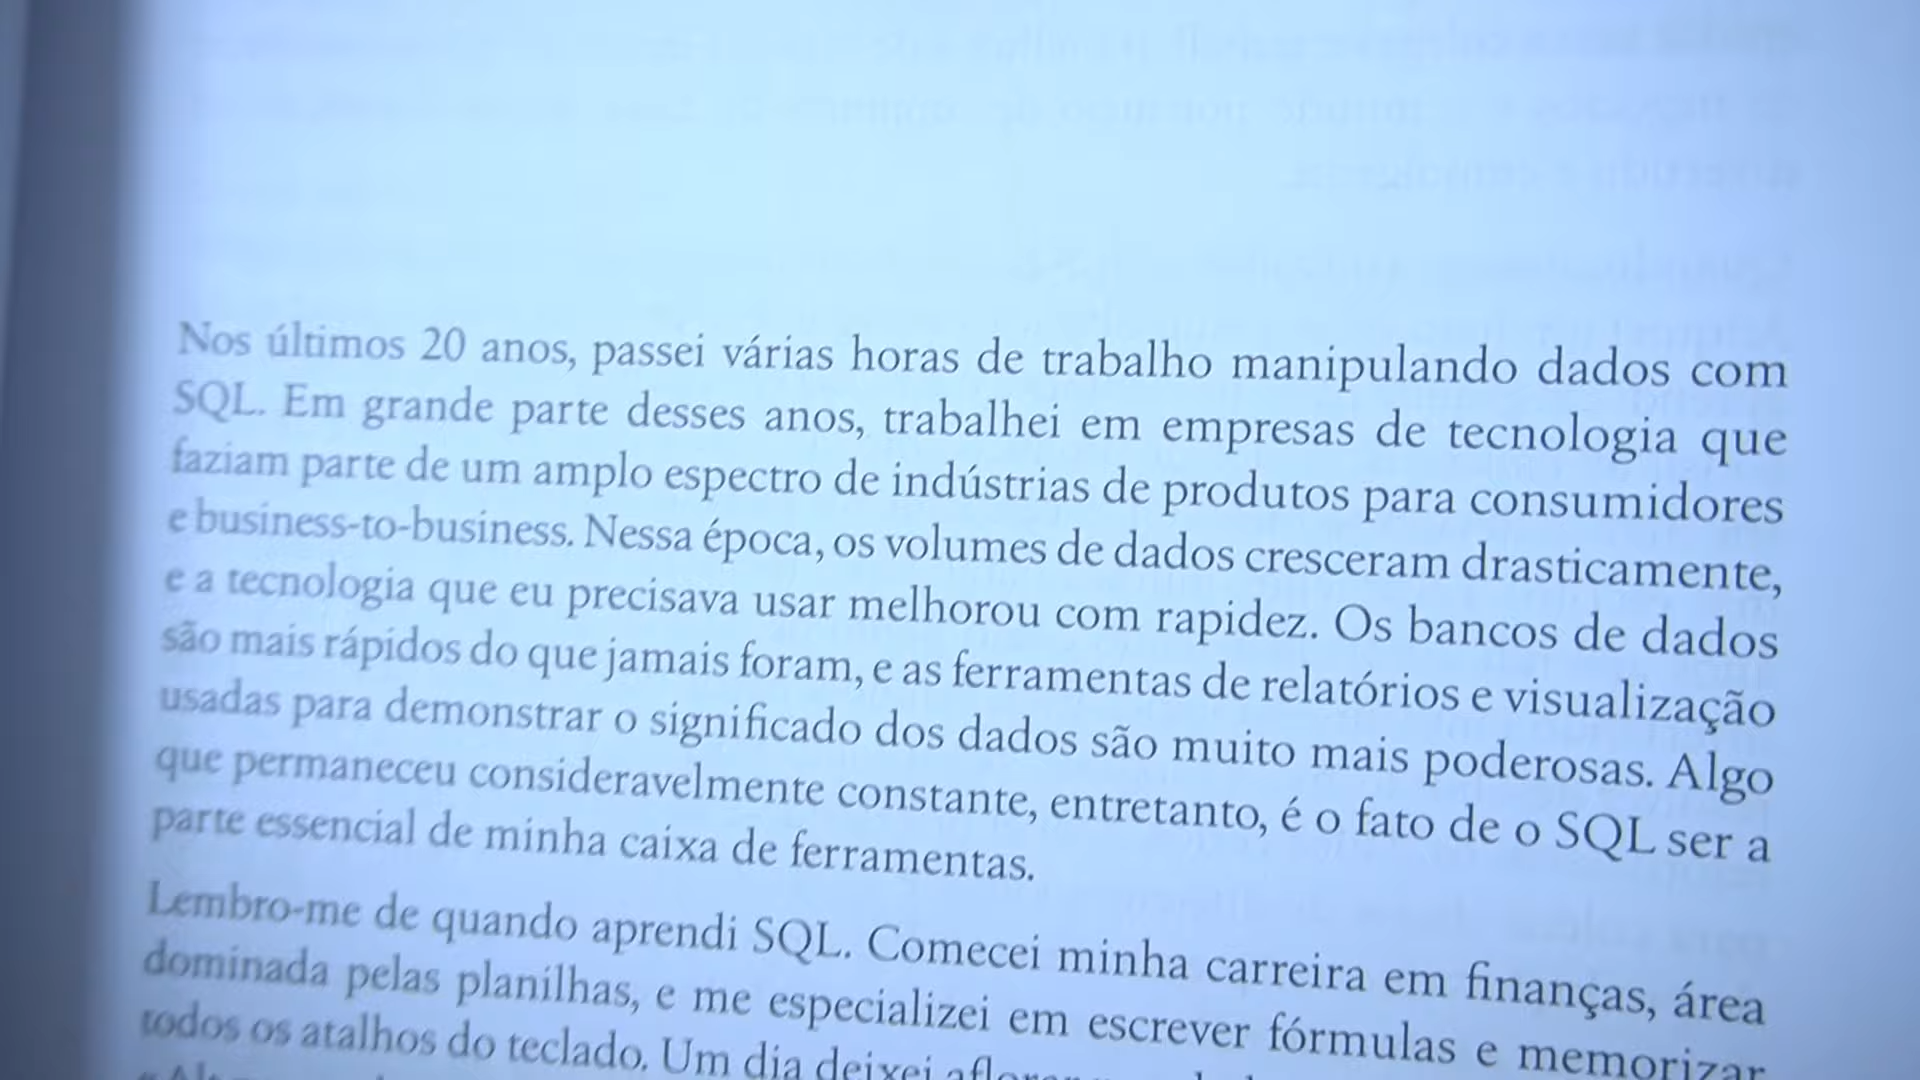 Nos últimos 20 anos, passei várias horas de trabalho manipulando dados com
SQL. Em grande parte desses anos, trabalhei em empresas de tecnologia que
faziam parte de um amplo espectro de indústrias de produtos para consumidores
e business-to-business. Nessa época, os volumes de dados cresceram drasticamente,
e a tecnologia que eu precisava usar melhorou com rapidez. Os bancos de dados
são mais rápidos do que jamais foram, e as ferramentas de relatórios e visualização
usadas para demonstrar o significado dos dados são muito mais poderosas. Algo
que permaneceu consideravelmente constante, entretanto, é o fato de o SQL ser a
parte essencial de minha caixa de ferramentas.
Lembro-me de quando aprendi SQL. Comecei minha carreira em finanças, área
dominada pelas planilhas, e me especializei em escrever fórmulas e memorizar
todos os atalhos do teclado. Um dia deixei